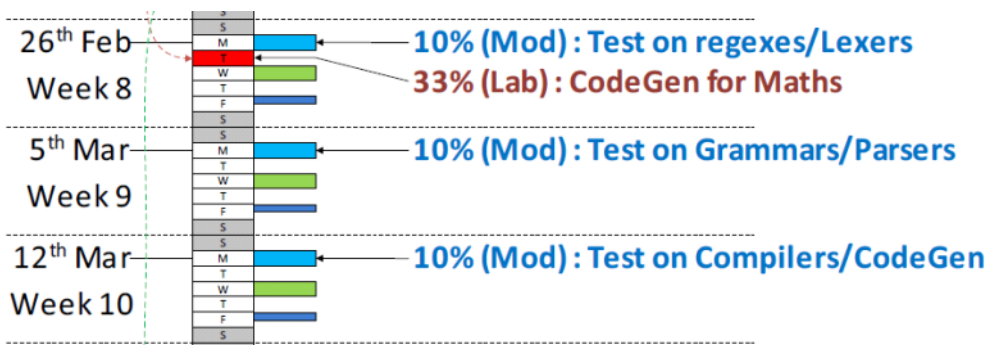 S
S
26th Feb M 10% (Mod) : Test on regexes/Lexers
T
W 33% (Lab) : CodeGen for Maths
Week 8 T
F
S
S
5th Mar M 10% (Mod) : Test on Grammars/Parsers
T
W
Week 9 T
F
S
S
12th Mar M 10% (Mod) : Test on Compilers/CodeGen
T
W
Week 10 T
F
S